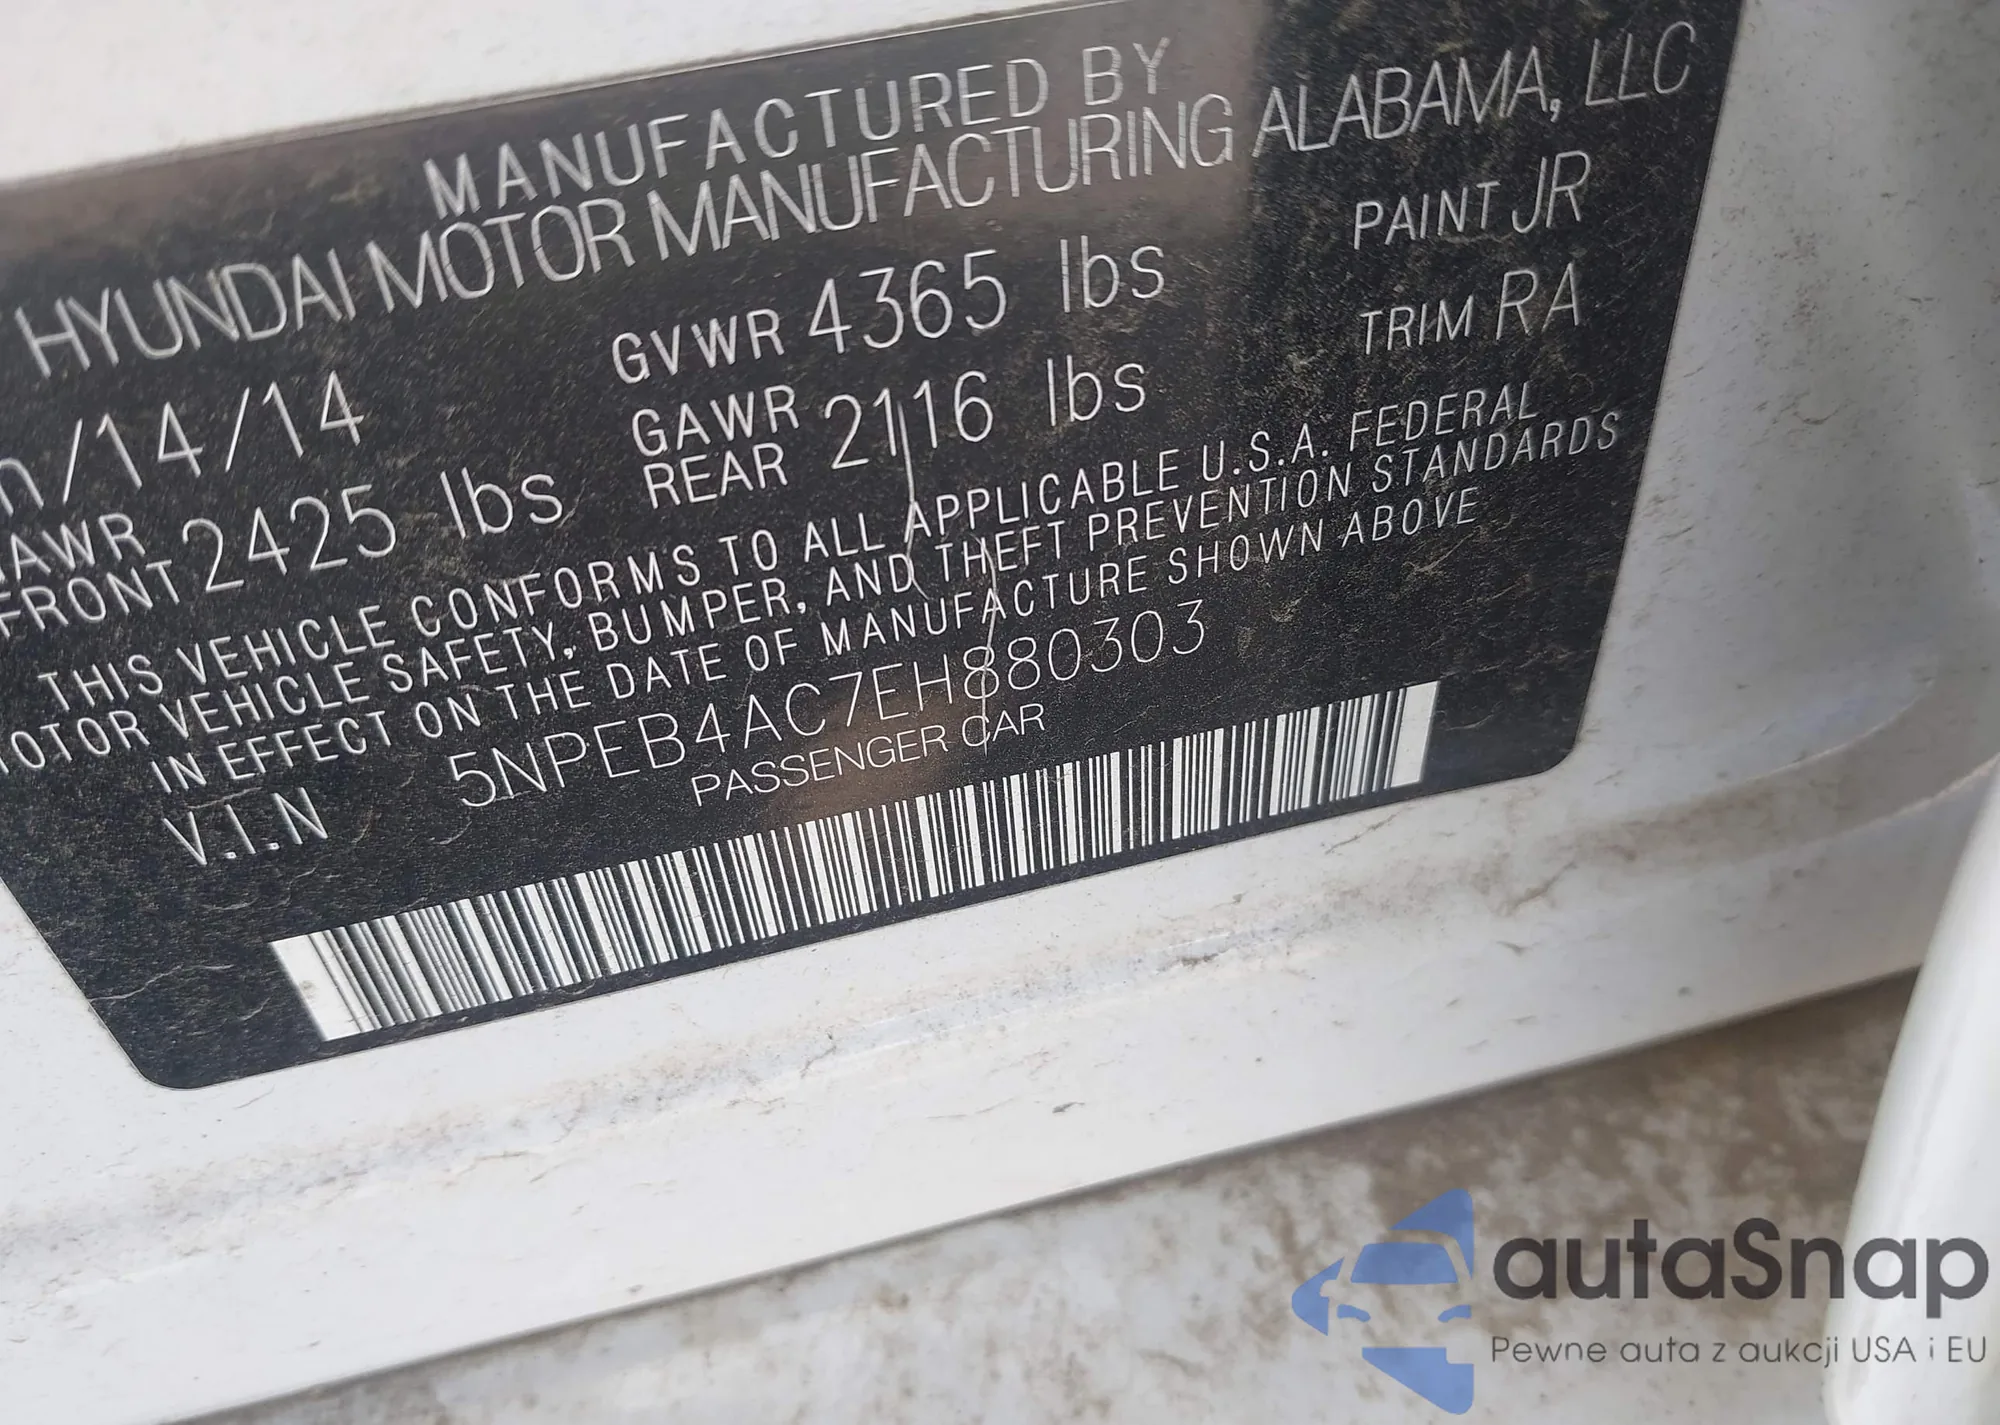 MANUFACTURED BY
HYUNDAI MOTOR MANUFACTURING ALABAMA, LLC
/14/14 GVWR 4365 lbs PAINT JR
FRONT 2425 lbs GAWR REAR 2116 lbs TRIM RA
THIS VEHICLE CONFORMS TO ALL APPLICABLE U.S.A. FEDERAL
OTOR VEHICLE SAFETY, BUMPER, AND THEFT PREVENTION STANDARDS
IN EFFECT ON THE DATE OF MANUFACTURE SHOWN ABOVE
V.I.N 5NPEB4AC7EH880303
PASSENGER CAR
autaSnap
Pewne auta z aukcji USA i EU